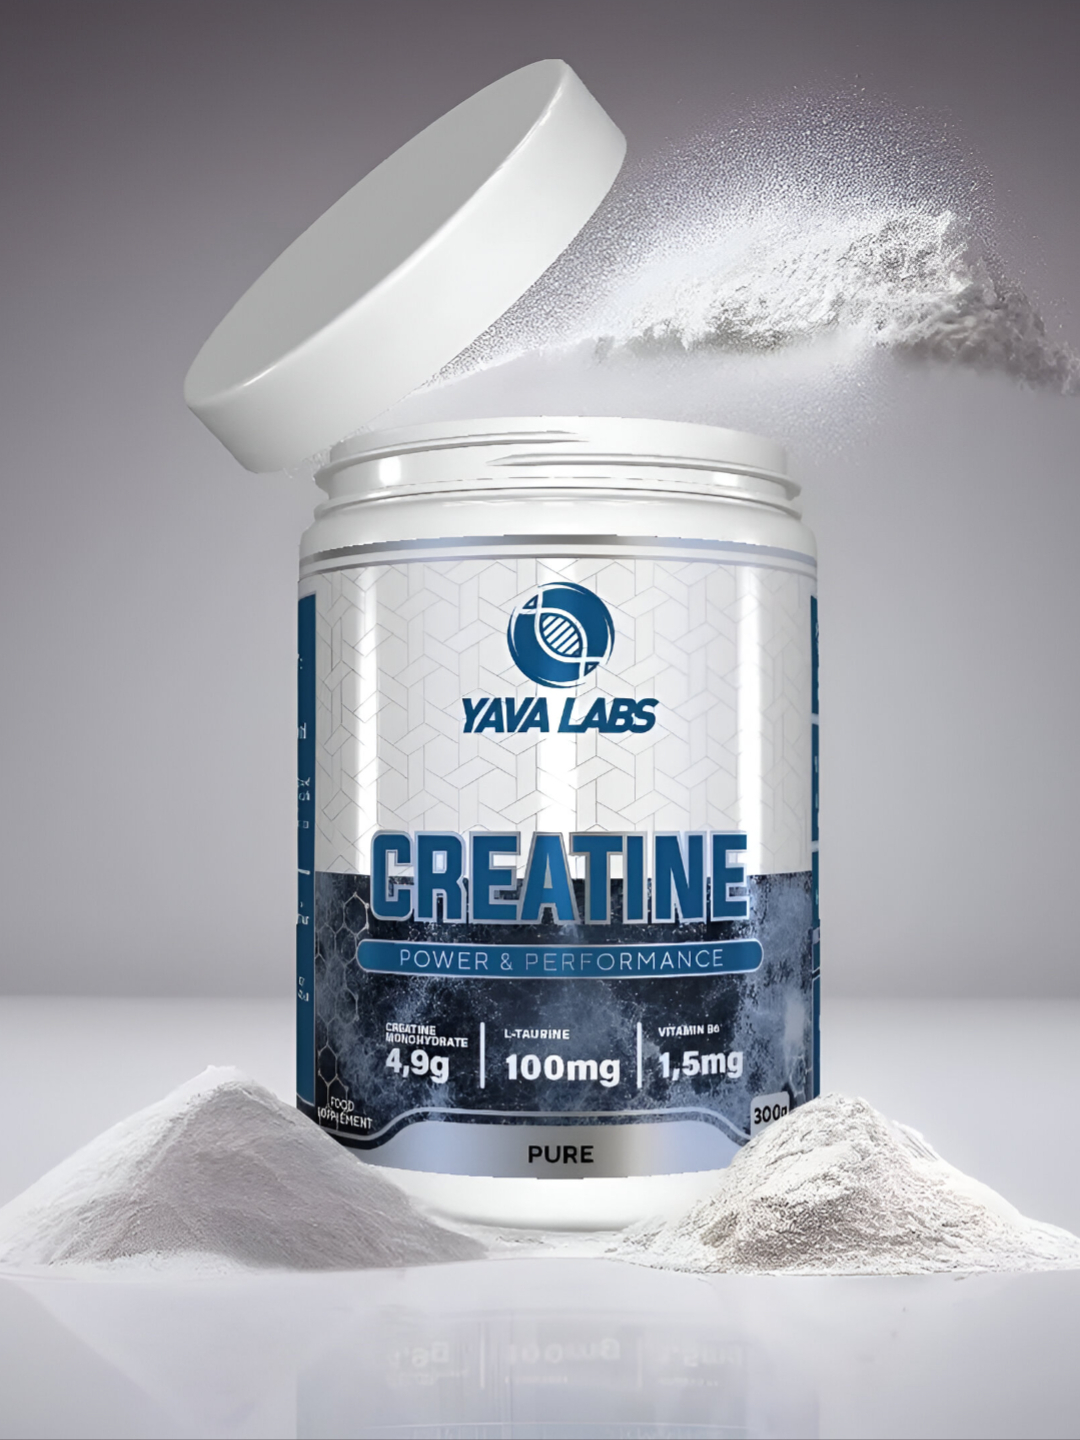 YAVA LABS
CREATINE
POWER & PERFORMANCE
CREATINE
MONOHYDRATE
4,9g
L-TAURINE
100mg
VITAMIN B6
1,5mg
FOOD
SUPPLEMENT
300g
PURE